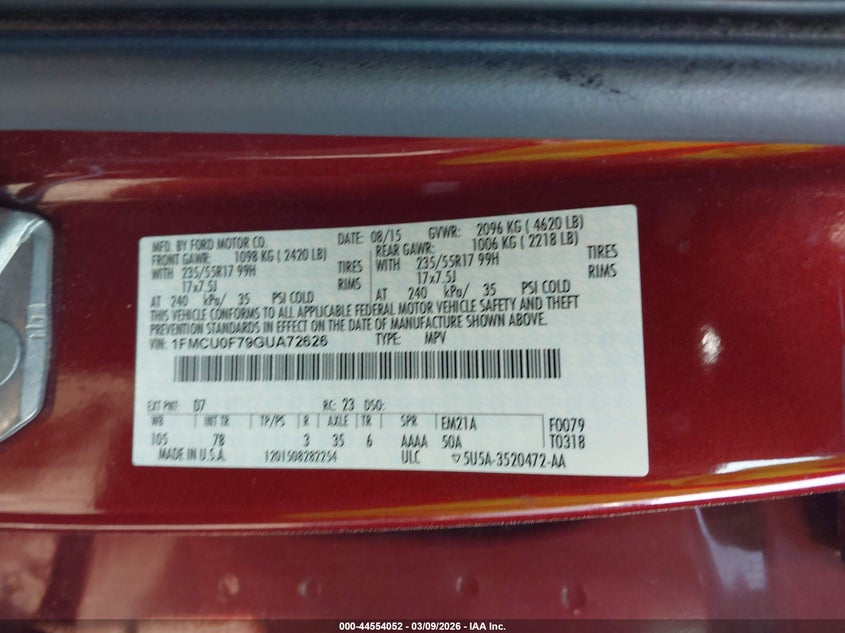 MFD. BY FORD MOTOR CO. DATE: 08/15 GVWR: 2096 KG ( 4620 LB)
FRONT GAWR: 1098 KG ( 2420 LB) REAR GAWR: 1006 KG ( 2218 LB)
WITH 235/55R17 99H TIRES WITH 235/55R17 99H TIRES
17x7.5J RIMS 17x7.5J RIMS
AT 240 kPa/ 35 PSI COLD AT 240 kPa/ 35 PSI COLD
THIS VEHICLE CONFORMS TO ALL APPLICABLE FEDERAL MOTOR VEHICLE SAFETY AND THEFT
PREVENTION STANDARDS IN EFFECT ON THE DATE OF MANUFACTURE SHOWN ABOVE.
VIN: 1FMCU0F79GUA72626 TYPE: MPV
EXT PNT: D7 RC: 23 DSO:
WB INT TR TP/PS R AXLE TR SPR EM21A F0079
105 7B 3 35 6 AAAA 50A T0318
MADE IN U.S.A. 1201508282254 ULC ▽5U5A-3520472-AA
000-44554052 | 03/09/2026 | IAA Inc.